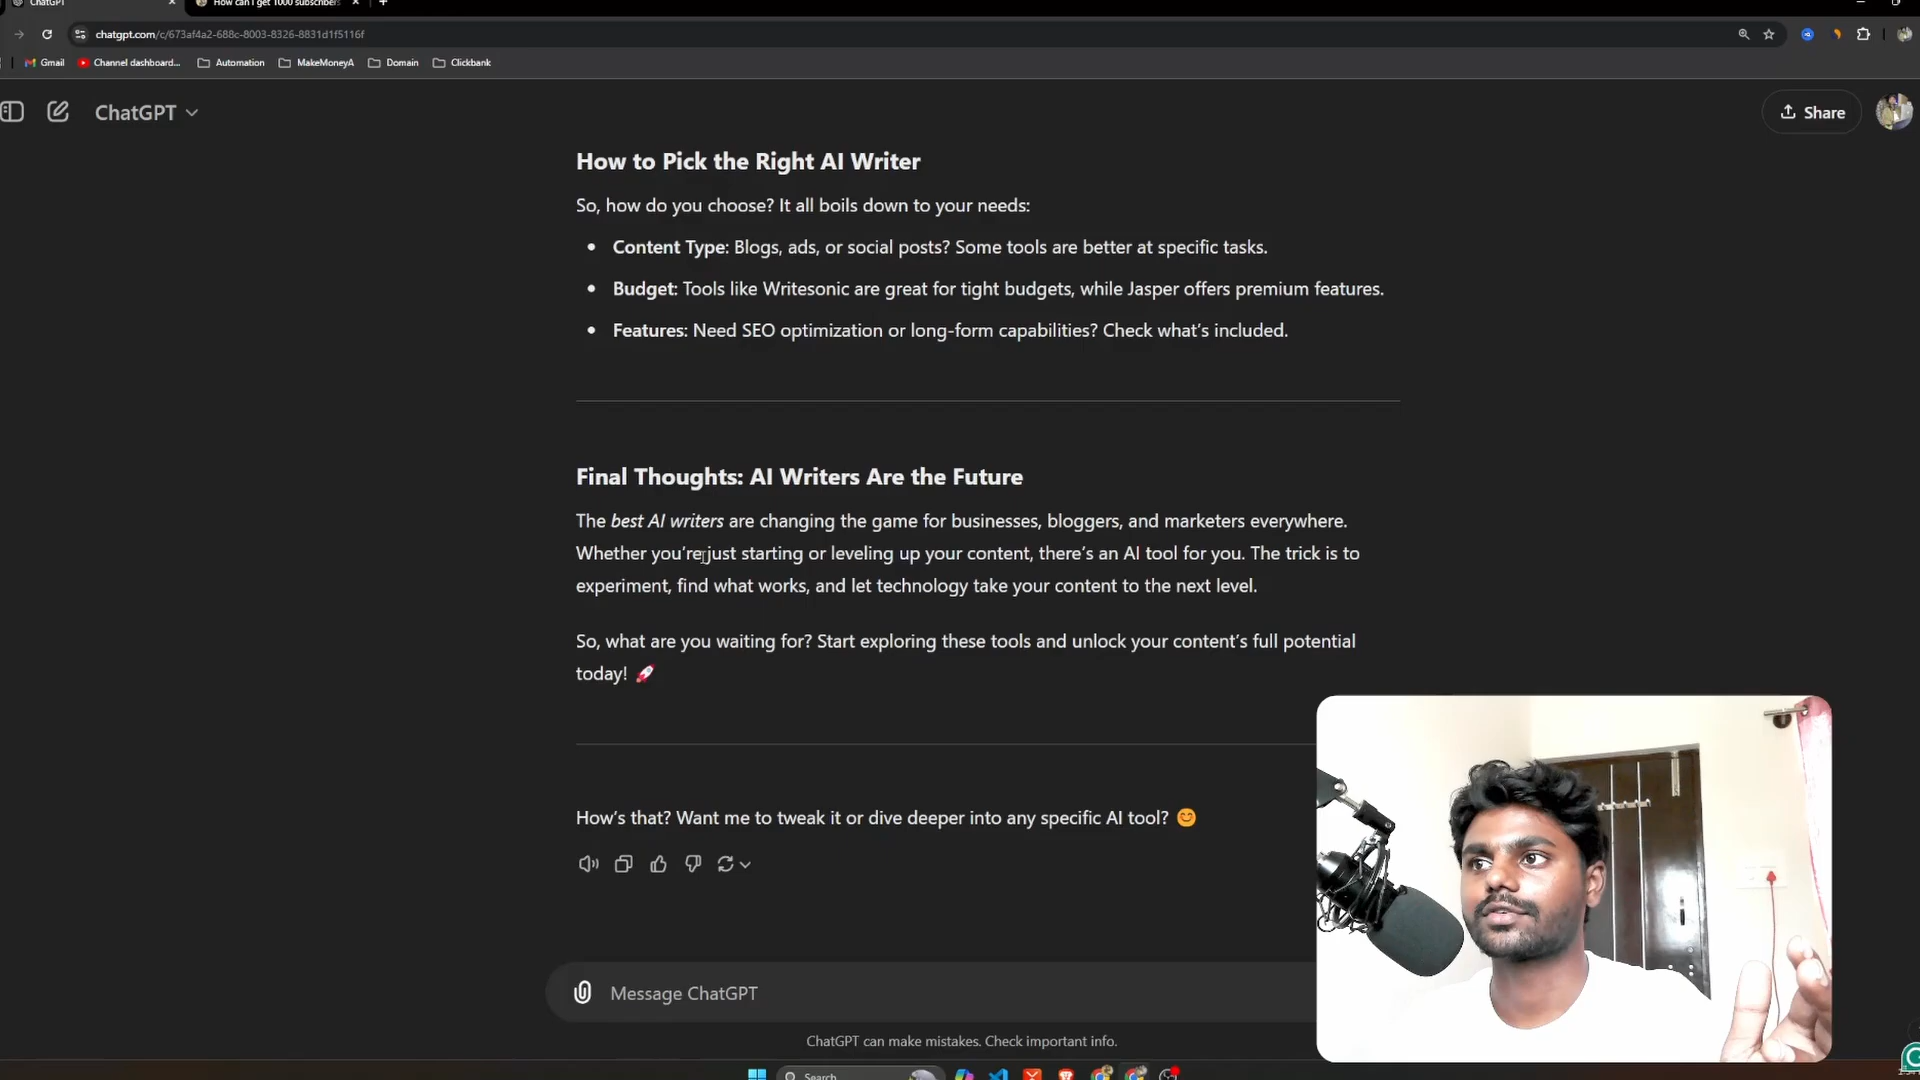 ChatGPT
How can I get 1000 subscribers
chatgpt.com/c/673af4a2-688c-8003-8326-8831d1f5116f
Gmail
Channel dashboard...
Automation
MakeMoneyA
Domain
Clickbank
ChatGPT
Share
How to Pick the Right AI Writer
So, how do you choose? It all boils down to your needs:
• Content Type: Blogs, ads, or social posts? Some tools are better at specific tasks.
• Budget: Tools like Writesonic are great for tight budgets, while Jasper offers premium features.
• Features: Need SEO optimization or long-form capabilities? Check what's included.
Final Thoughts: AI Writers Are the Future
The best AI writers are changing the game for businesses, bloggers, and marketers everywhere.
Whether you're just starting or leveling up your content, there's an AI tool for you. The trick is to
experiment, find what works, and let technology take your content to the next level.
So, what are you waiting for? Start exploring these tools and unlock your content's full potential
today! 🚀
How's that? Want me to tweak it or dive deeper into any specific AI tool? 😊
Message ChatGPT
ChatGPT can make mistakes. Check important info.
Search